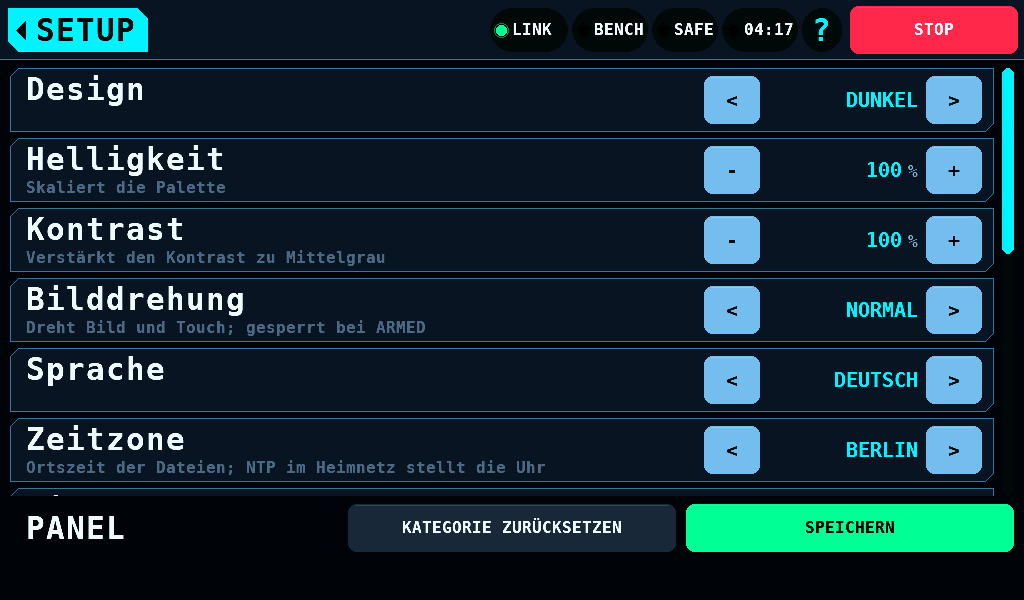 SETUP
LINK
BENCH
SAFE
04:17
?
STOP
Design
< DUNKEL >
Helligkeit
Skaliert die Palette
- 100 % +
Kontrast
Verstärkt den Kontrast zu Mittelgrau
- 100 % +
Bilddrehung
Dreht Bild und Touch; gesperrt bei ARMED
< NORMAL >
Sprache
< DEUTSCH >
Zeitzone
Ortszeit der Dateien; NTP im Heimnetz stellt die Uhr
< BERLIN >
PANEL
KATEGORIE ZURÜCKSETZEN
SPEICHERN